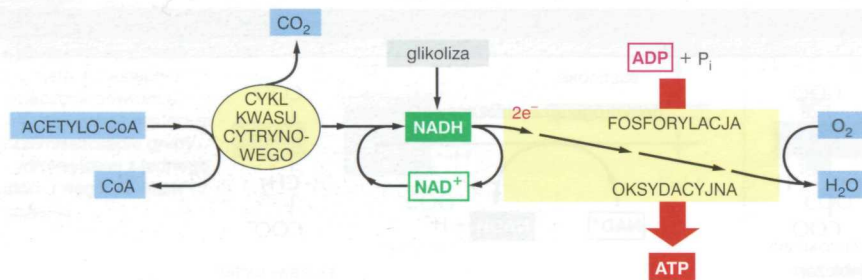 CO₂
glikoliza
ADP + Pᵢ
ACETYLO-CoA
CYKL
KWASU
CYTRYNO-
WEGO
NADH
2e⁻
FOSFORYLACJA
O₂
CoA
NAD⁺
OKSYDACYJNA
H₂O
ATP